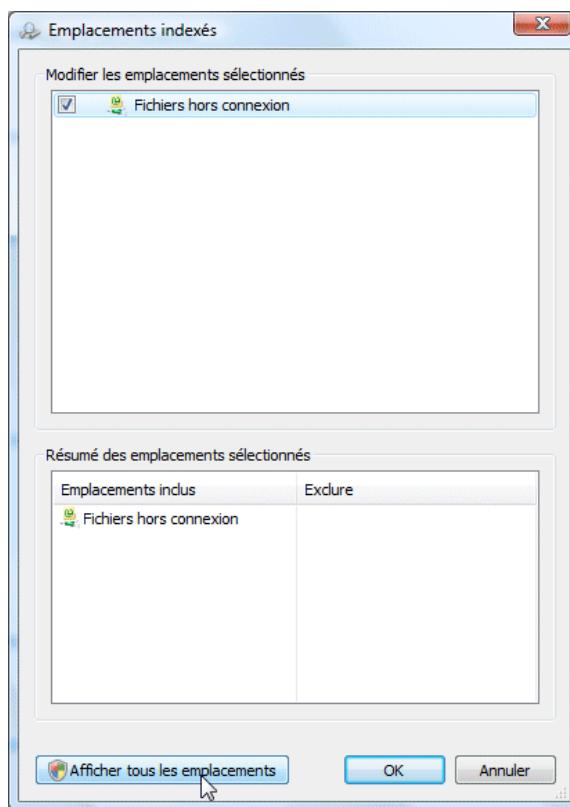 Emplacements indexés
Modifier les emplacements sélectionnés
Fichiers hors connexion
Résumé des emplacements sélectionnés
Emplacements inclus
Exclure
Fichiers hors connexion
Afficher tous les emplacements
OK
Annuler